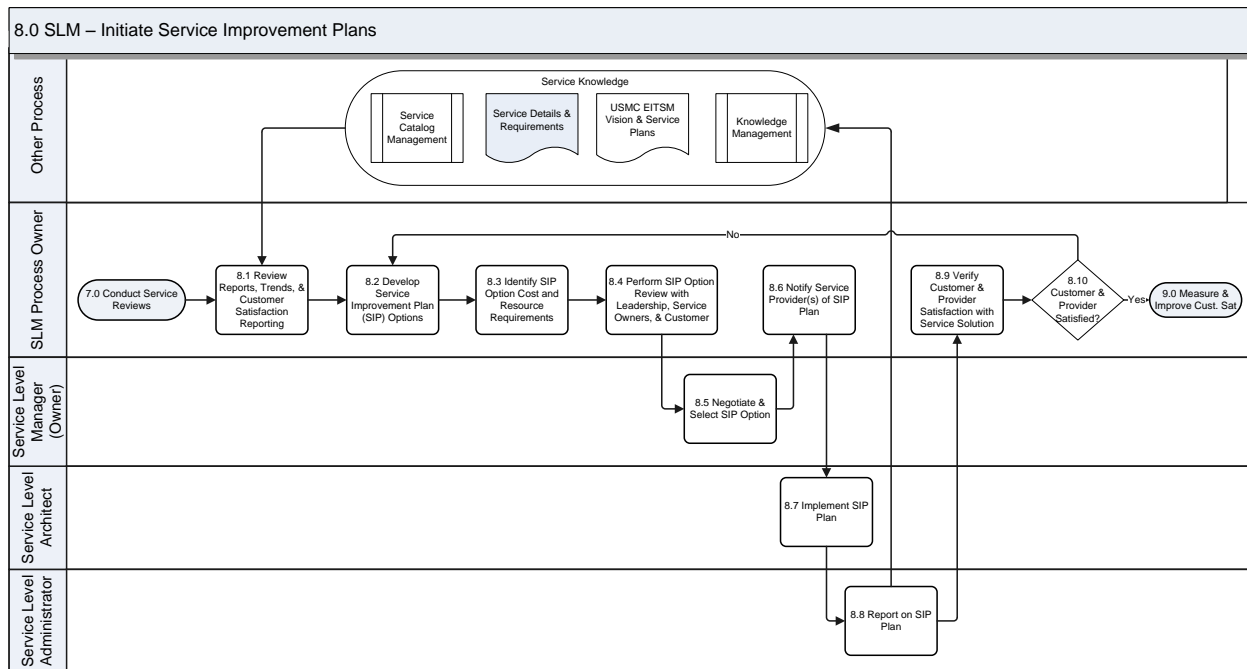 8.0 SLM – Initiate Service Improvement Plans
Other Process
Service Knowledge
Service
Catalog
Management
Service Details &
Requirements
USMC EITSM
Vision & Service
Plans
Knowledge
Management
SLM Process Owner
No
7.0 Conduct Service
Reviews
8.1 Review
Reports, Trends, &
Customer
Satisfaction
Reporting
8.2 Develop
Service
Improvement Plan
(SIP) Options
8.3 Identify SIP
Option Cost and
Resource
Requirements
8.4 Perform SIP Option
Review with
Leadership, Service
Owners, & Customer
8.6 Notify Service
Provider(s) of SIP
Plan
8.9 Verify
Customer &
Provider
Satisfaction with
Service Solution
8.10
Customer &
Provider
Satisfied?
Yes
9.0 Measure &
Improve Cust. Sat
Service Level
Manager
(Owner)
8.5 Negotiate &
Select SIP Option
Service Level
Architect
8.7 Implement SIP
Plan
Service Level
Administrator
8.8 Report on SIP
Plan